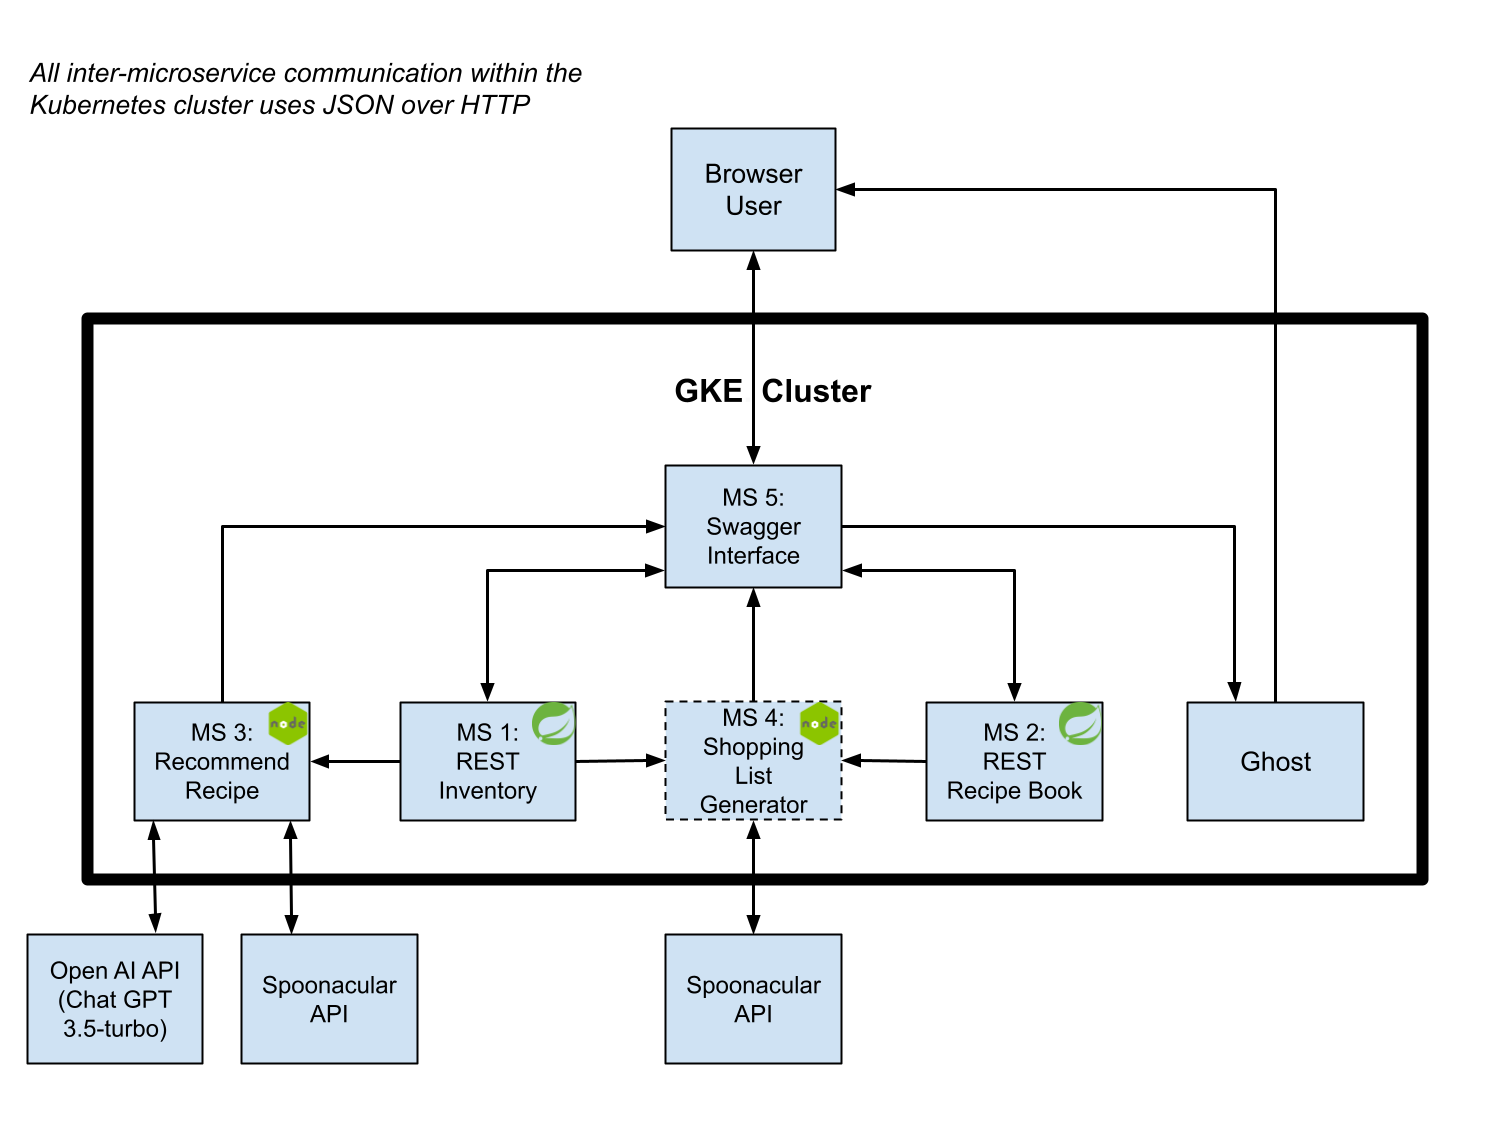 All inter-microservice communication within the
Kubernetes cluster uses JSON over HTTP
Browser
User
GKE Cluster
MS 5:
Swagger
Interface
MS 3:
Recommend
Recipe
node
MS 1:
REST
Inventory
MS 4:
Shopping
List
Generator
node
MS 2:
REST
Recipe Book
Ghost
Open AI API
(Chat GPT
3.5-turbo)
Spoonacular
API
Spoonacular
API